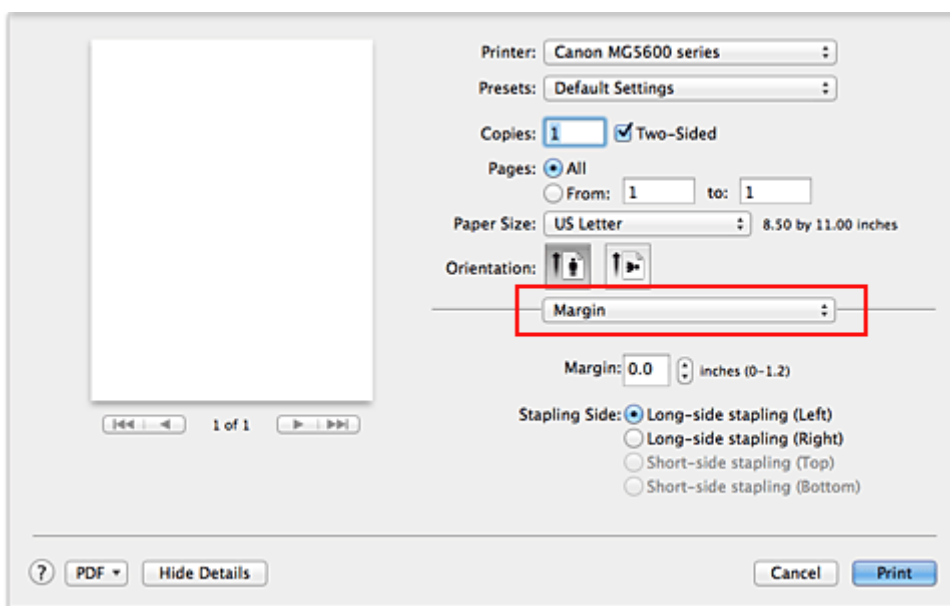 Printer: Canon MG5600 series
Presets: Default Settings
Copies: 1 Two-Sided
Pages: All
From: 1 to: 1
Paper Size: US Letter 8.50 by 11.00 inches
Orientation:
Margin
Margin: 0.0 inches (0-1.2)
Stapling Side: Long-side stapling (Left)
Long-side stapling (Right)
Short-side stapling (Top)
Short-side stapling (Bottom)
1 of 1
? PDF Hide Details Cancel Print